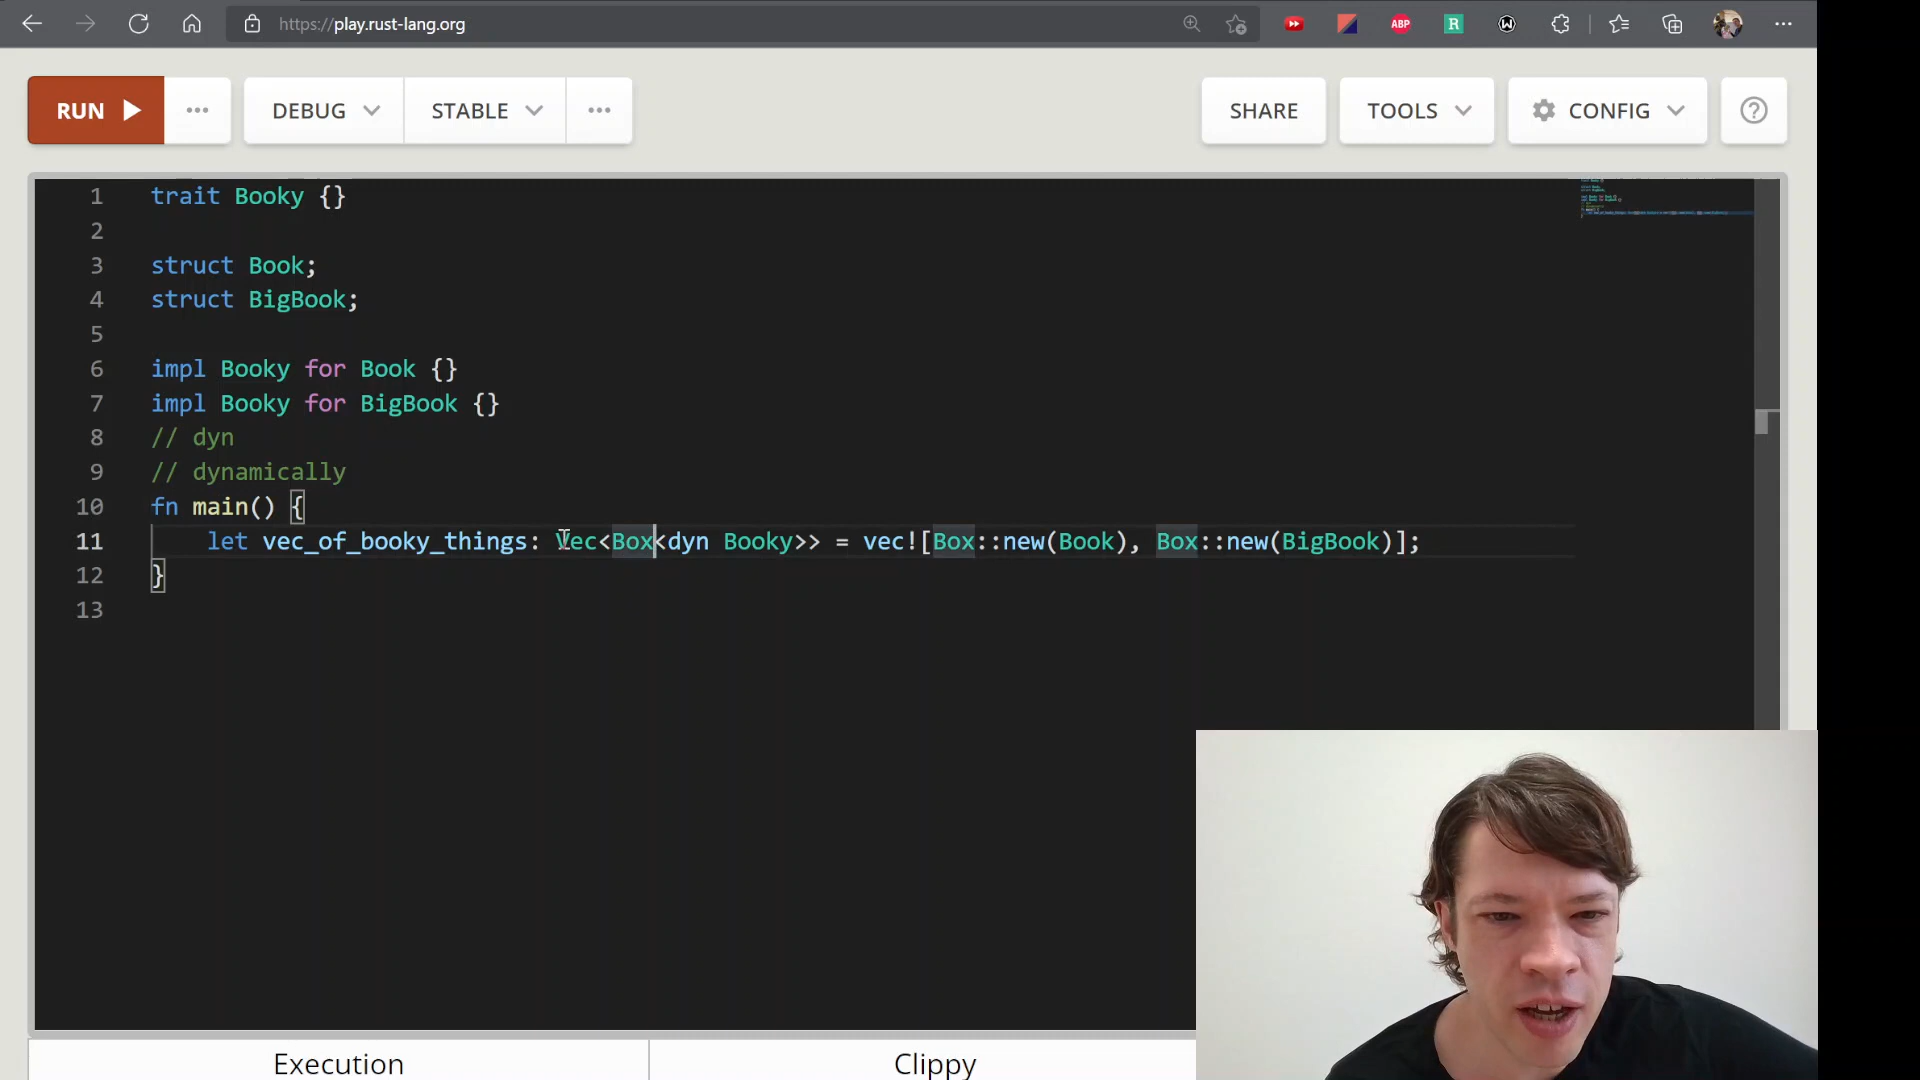 https://play.rust-lang.org
ABP
R
W
RUN
DEBUG
STABLE
SHARE
TOOLS
CONFIG
1 trait Booky {}
2
3 struct Book;
4 struct BigBook;
5
6 impl Booky for Book {}
7 impl Booky for BigBook {}
8 // dyn
9 // dynamically
10 fn main() {
11 let vec_of_booky_things: Vec<Box<dyn Booky>> = vec![Box::new(Book), Box::new(BigBook)];
12 }
13
Execution
Clippy